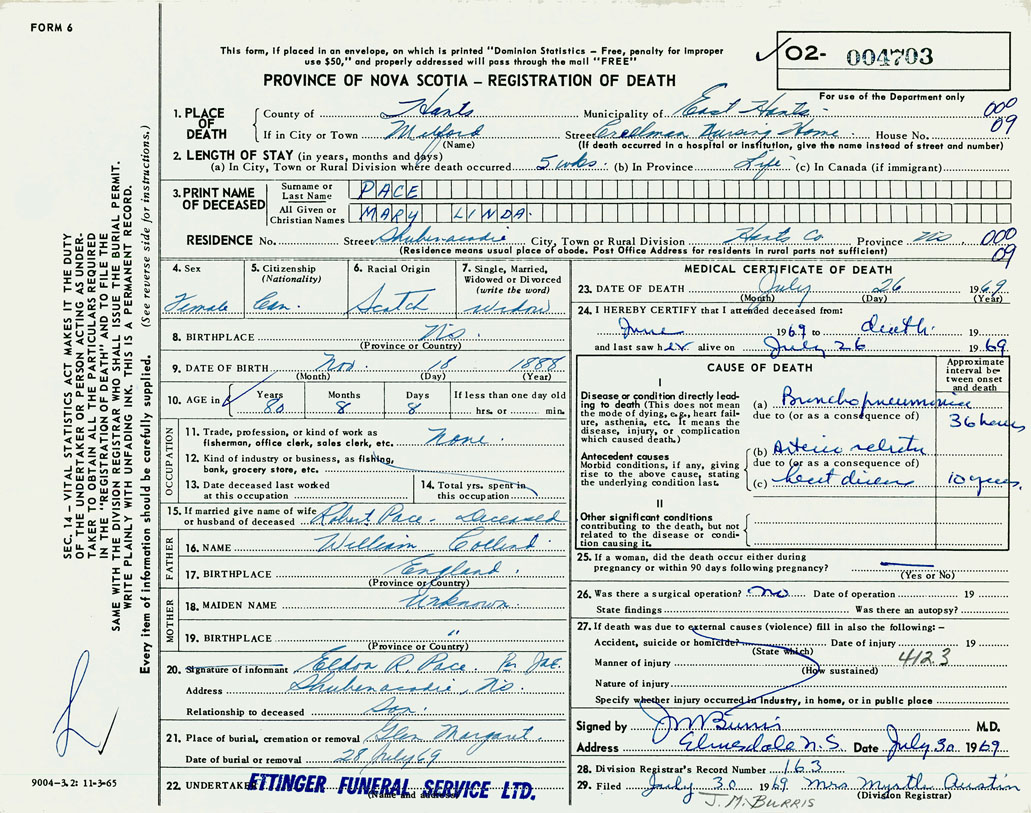 FORM 6
This form, if placed in an envelope, on which is printed "Dominion Statistics – Free, penalty for improper
use $50," and properly addressed will pass through the mail "FREE"
PROVINCE OF NOVA SCOTIA – REGISTRATION OF DEATH
O2- 004703
For use of the Department only
000
09
1. PLACE OF DEATH
County of Hants Municipality of East Hants
If in City or Town Milford Street Creelman Nursing Home House No.
(Name) (If death occurred in a hospital or institution, give the name instead of street and number)
2. LENGTH OF STAY (in years, months and days)
(a) In City, Town or Rural Division where death occurred 5 wks. (b) In Province Life (c) In Canada (if immigrant)
3. PRINT NAME OF DECEASED
Surname or Last Name PACE
All Given or Christian Names MARY LINDA.
RESIDENCE No. Street Shubenacadie City, Town or Rural Division Hants Co. Province N.S. 000
(Residence means usual place of abode. Post Office Address for residents in rural parts not sufficient) 09
4. Sex
Female
5. Citizenship
(Nationality)
Can.
6. Racial Origin
Scotch
7. Single, Married,
Widowed or Divorced
(write the word)
Widow
8. BIRTHPLACE N.S.
(Province or Country)
9. DATE OF BIRTH Nov. 18 1888
(Month) (Day) (Year)
10. AGE in
Years Months Days If less than one day old
80 8 8 hrs. or min.
OCCUPATION
11. Trade, profession, or kind of work as
fisherman, office clerk, sales clerk, etc. none.
12. Kind of industry or business, as fishing,
bank, grocery store, etc.
13. Date deceased last worked
at this occupation
14. Total yrs. spent in
this occupation
15. If married give name of wife
or husband of deceased Robert Pace - Deceased
FATHER
16. NAME William
17. BIRTHPLACE England.
(Province or Country)
MOTHER
18. MAIDEN NAME Unknown.
19. BIRTHPLACE "
(Province or Country)
20. Signature of informant Eldon R. Pace. Per
Address Shubenacadie, N.S.
Relationship to deceased Son.
21. Place of burial, cremation or removal Glen Margaret.
Date of burial or removal 28 July 69
22. UNDERTAKER ETTINGER FUNERAL SERVICE LTD.
(Name and address)
MEDICAL CERTIFICATE OF DEATH
23. DATE OF DEATH July 26 1969
(Month) (Day) (Year)
24. I HEREBY CERTIFY that I attended deceased from:
June 1969 to death. 19
and last saw her alive on July 26 1969
CAUSE OF DEATH
Approximate
interval be-
tween onset
and death
I
Disease or condition directly lead-
ing to death (This does not mean
the mode of dying, e.g., heart fail-
ure, asthenia, etc. It means the
disease, injury, or complication
which caused death.)
(a) Bronchopneumonia
due to (or as a consequence of)
36 hours
Antecedent causes
Morbid conditions, if any, giving
rise to the above cause, stating
the underlying condition last.
(b)
due to (or as a consequence of)
(c) heart disease 10 years.
II
Other significant conditions
contributing to the death, but not
related to the disease or condi-
tion causing it.
25. If a woman, did the death occur either during
pregnancy or within 90 days following pregnancy?
(Yes or No)
26. Was there a surgical operation? no Date of operation 19
State findings Was there an autopsy?
27. If death was due to external causes (violence) fill in also the following: –
Accident, suicide or homicide? Date of injury 19
(State which)
4123
Manner of injury
(How sustained)
Nature of injury
Specify whether injury occurred in industry, in home, or in public place
Signed by J M Burris M.D.
Address Elmsdale N.S. Date July 30 1969
28. Division Registrar's Record Number 163
29. Filed July 30 1969 Mrs Myrtle Austin
(Division Registrar)
J. M. BURRIS
SEC. 14 – VITAL STATISTICS ACT MAKES IT THE DUTY
OF THE UNDERTAKER OR PERSON ACTING AS UNDER-
TAKER TO OBTAIN ALL THE PARTICULARS REQUIRED
IN THE "REGISTRATION OF DEATH" AND TO FILE THE
SAME WITH THE DIVISION REGISTRAR WHO SHALL ISSUE THE BURIAL PERMIT.
WRITE PLAINLY WITH UNFADING INK. THIS IS A PERMANENT RECORD.
Every item of information should be carefully supplied. (See reverse side for instructions.)
9004-3.2: 11-3-65